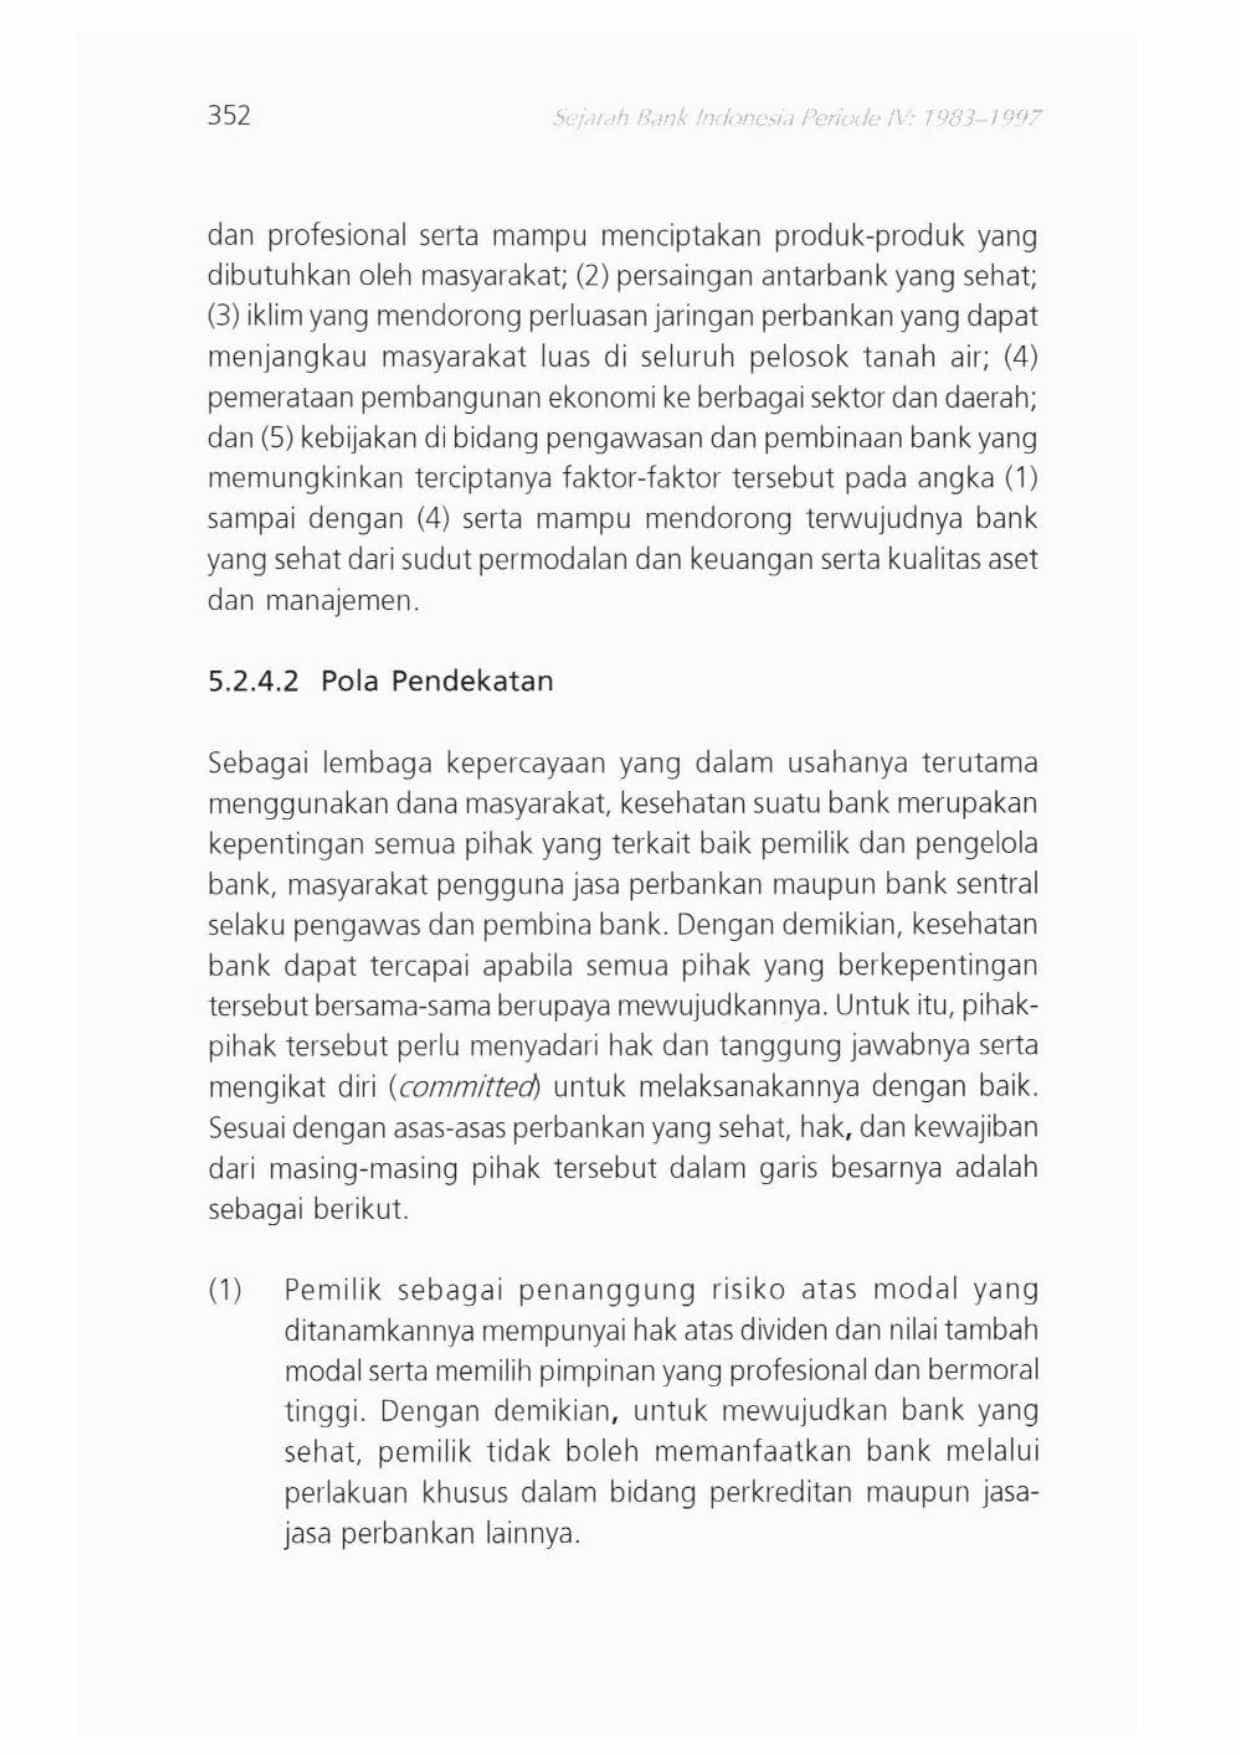 352
Sejarah Bank Indonesia Periode IV: 1983–1997
dan profesional serta mampu menciptakan produk-produk yang
dibutuhkan oleh masyarakat; (2) persaingan antarbank yang sehat;
(3) iklim yang mendorong perluasan jaringan perbankan yang dapat
menjangkau masyarakat luas di seluruh pelosok tanah air; (4)
pemerataan pembangunan ekonomi ke berbagai sektor dan daerah;
dan (5) kebijakan di bidang pengawasan dan pembinaan bank yang
memungkinkan terciptanya faktor-faktor tersebut pada angka (1)
sampai dengan (4) serta mampu mendorong terwujudnya bank
yang sehat dari sudut permodalan dan keuangan serta kualitas aset
dan manajemen.
5.2.4.2 Pola Pendekatan
Sebagai lembaga kepercayaan yang dalam usahanya terutama
menggunakan dana masyarakat, kesehatan suatu bank merupakan
kepentingan semua pihak yang terkait baik pemilik dan pengelola
bank, masyarakat pengguna jasa perbankan maupun bank sentral
selaku pengawas dan pembina bank. Dengan demikian, kesehatan
bank dapat tercapai apabila semua pihak yang berkepentingan
tersebut bersama-sama berupaya mewujudkannya. Untuk itu, pihak-
pihak tersebut perlu menyadari hak dan tanggung jawabnya serta
mengikat diri (committed) untuk melaksanakannya dengan baik.
Sesuai dengan asas-asas perbankan yang sehat, hak, dan kewajiban
dari masing-masing pihak tersebut dalam garis besarnya adalah
sebagai berikut.
(1) Pemilik sebagai penanggung risiko atas modal yang
ditanamkannya mempunyai hak atas dividen dan nilai tambah
modal serta memilih pimpinan yang profesional dan bermoral
tinggi. Dengan demikian, untuk mewujudkan bank yang
sehat, pemilik tidak boleh memanfaatkan bank melalui
perlakuan khusus dalam bidang perkreditan maupun jasa-
jasa perbankan lainnya.